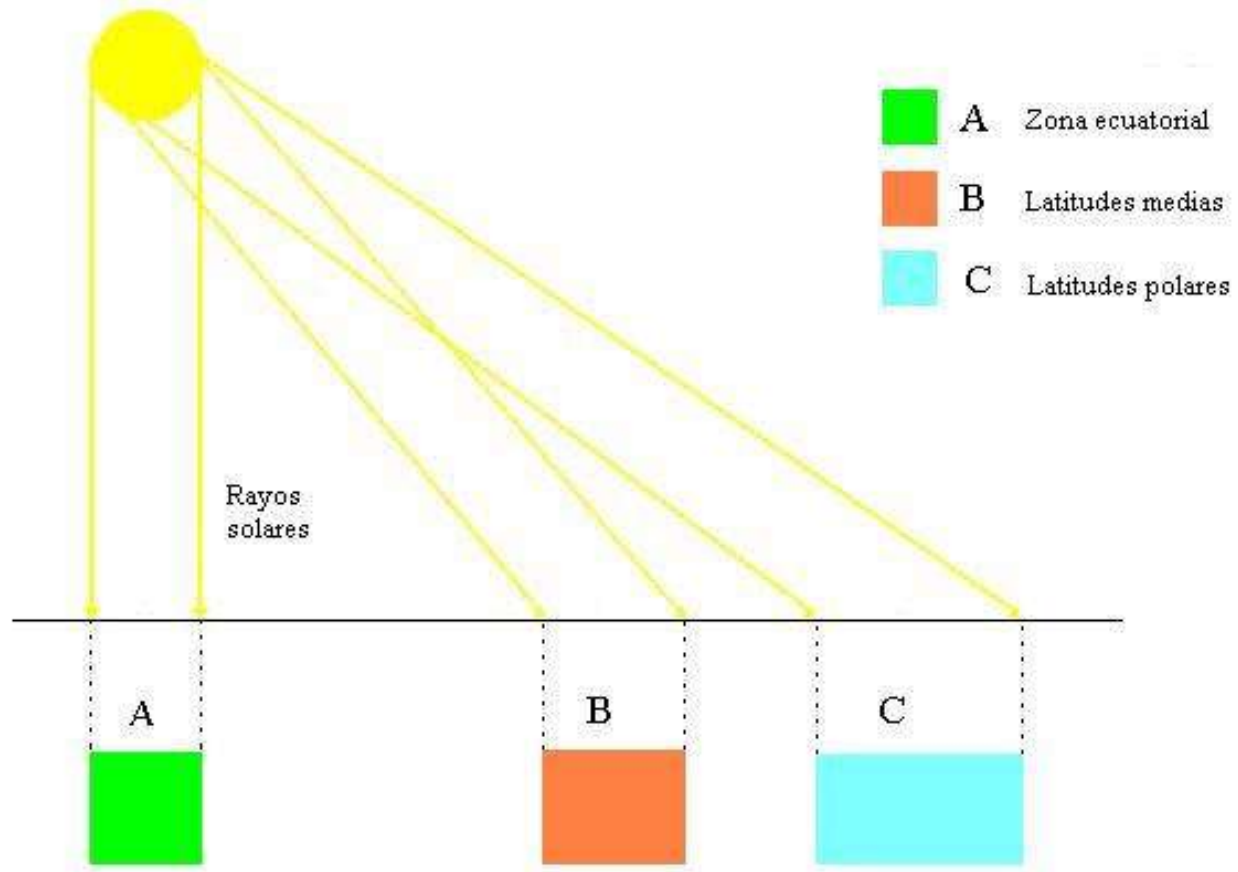 A Zona ecuatorial
B Latitudes medias
C Latitudes polares
Rayos
solares
A B C